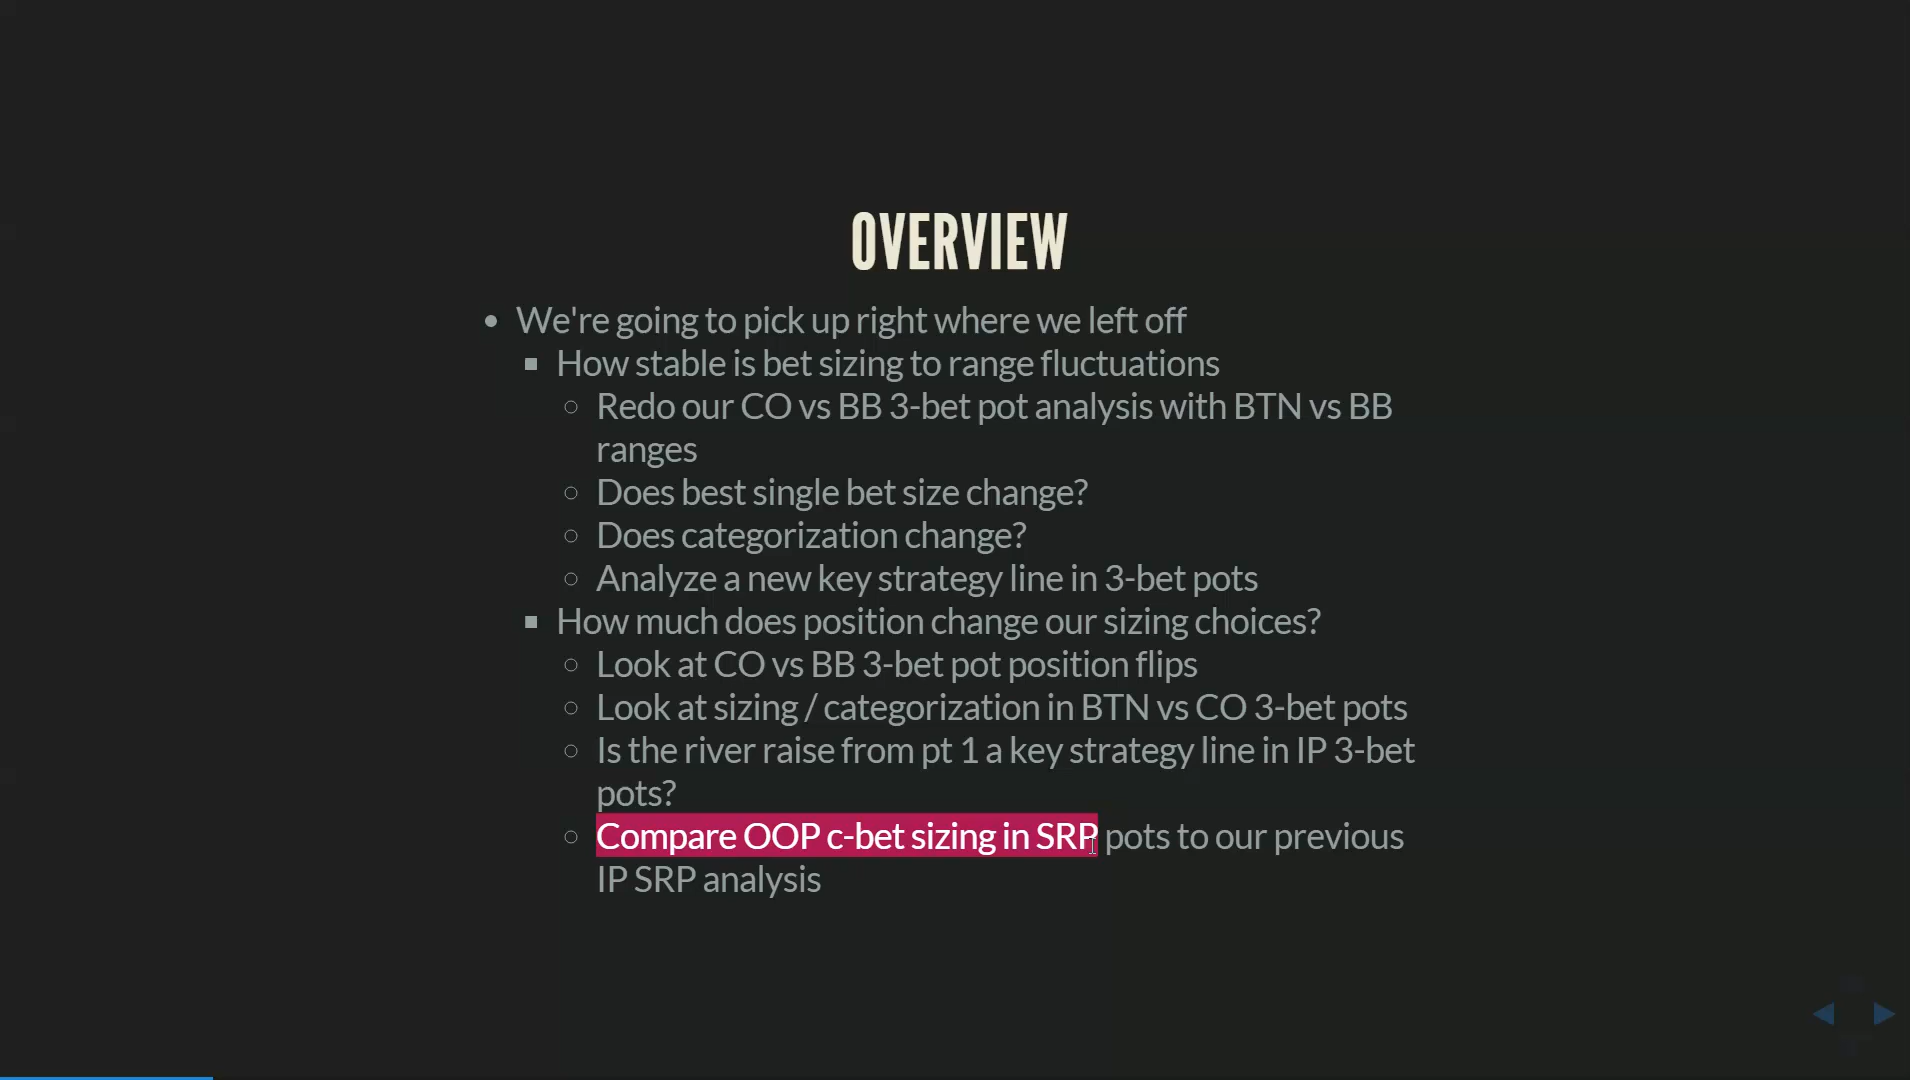 OVERVIEW
We're going to pick up right where we left off
How stable is bet sizing to range fluctuations
Redo our CO vs BB 3-bet pot analysis with BTN vs BB
ranges
Does best single bet size change?
Does categorization change?
Analyze a new key strategy line in 3-bet pots
How much does position change our sizing choices?
Look at CO vs BB 3-bet pot position flips
Look at sizing / categorization in BTN vs CO 3-bet pots
Is the river raise from pt 1 a key strategy line in IP 3-bet
pots?
Compare OOP c-bet sizing in SRP pots to our previous
IP SRP analysis